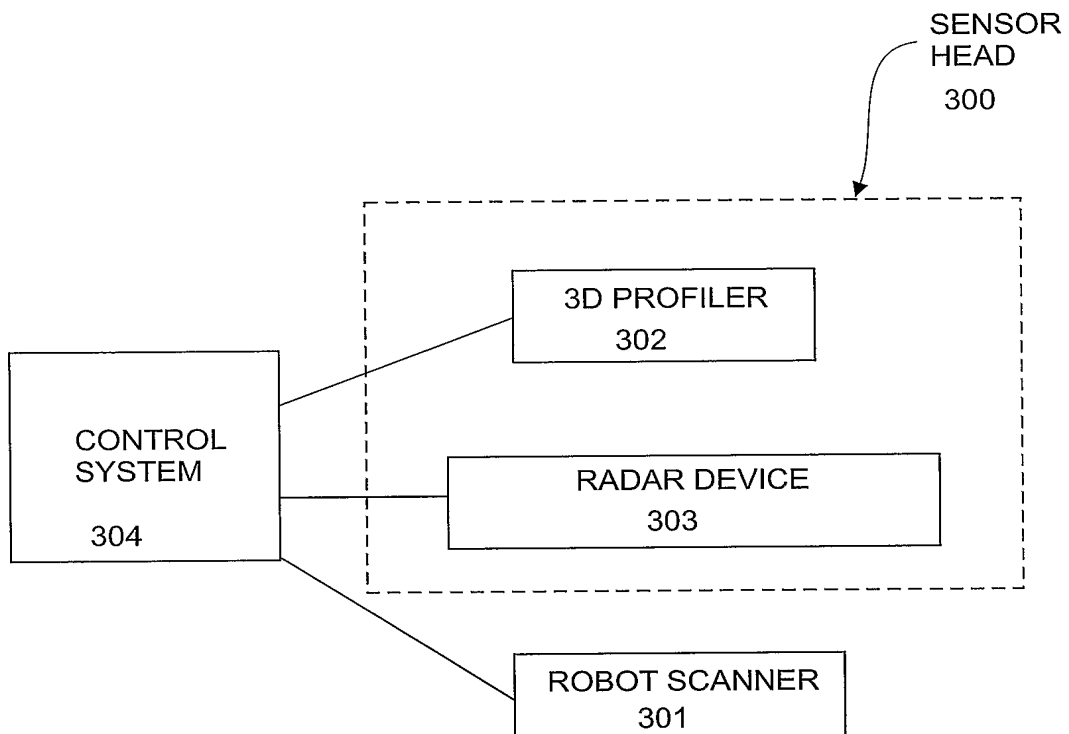 SENSOR
HEAD
300
3D PROFILER
302
CONTROL
SYSTEM
304
RADAR DEVICE
303
ROBOT SCANNER
301